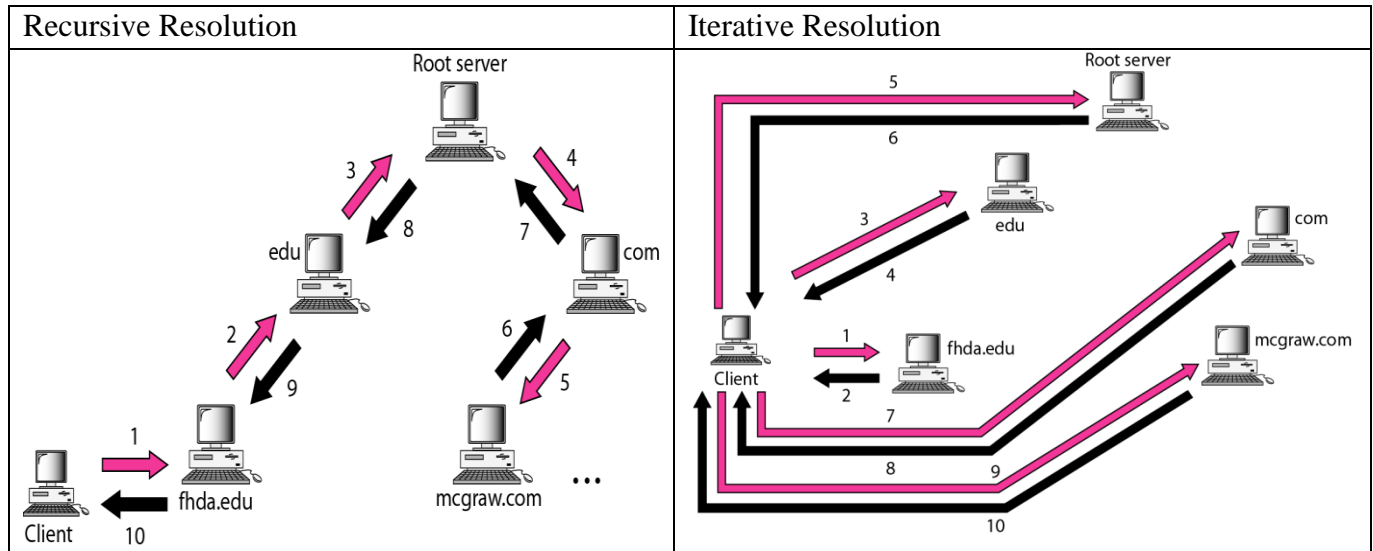 Recursive Resolution
Root server
3
4
8
7
edu
com
2
6
9
5
1
fhda.edu
mcgraw.com
...
Client
10
Iterative Resolution
Root server
5
6
3
edu
4
com
1
fhda.edu
mcgraw.com
Client
2
7
8
9
10